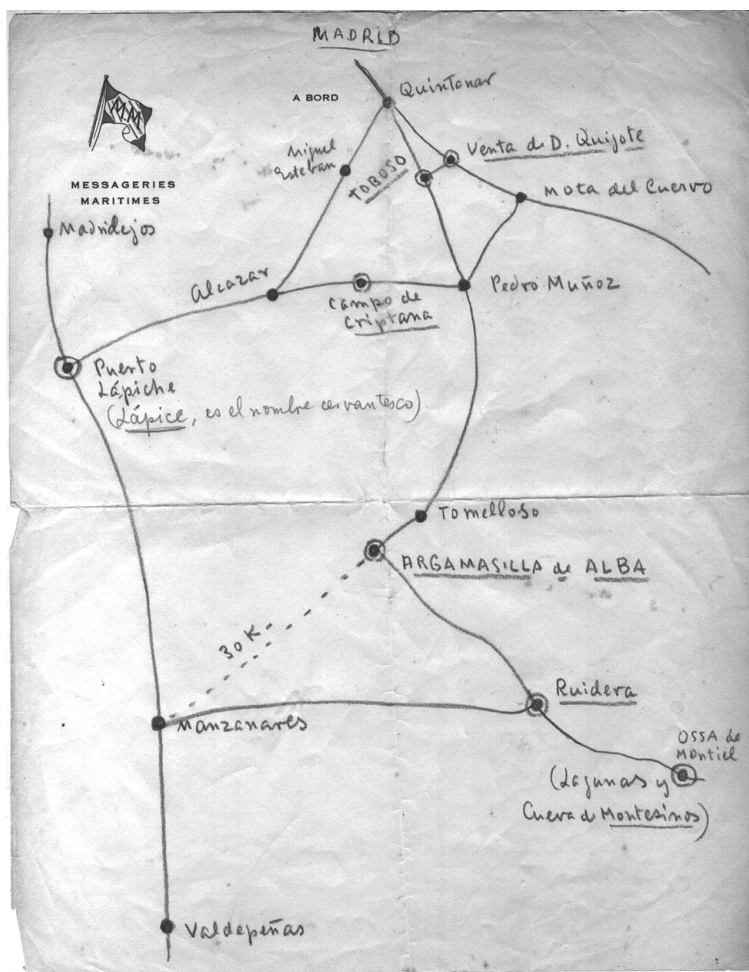 MADRID
Quintanar
A BORD
M.M
MESSAGERIES
MARITIMES
Miguel
Esteban
TOBOSO
Venta de D. Quijote
Mota del Cuervo
Madridejos
Alcazar
Campo de
Criptana
Pedro Muñoz
Puerto
Lápiche
(Lápice, es el nombre cervantesco)
Tomelloso
ARGAMASILLA de ALBA
30 K
Ruidera
Manzanares
OSSA de
Montiel
(Lagunas y
Cueva de Montesinos)
Valdepeñas